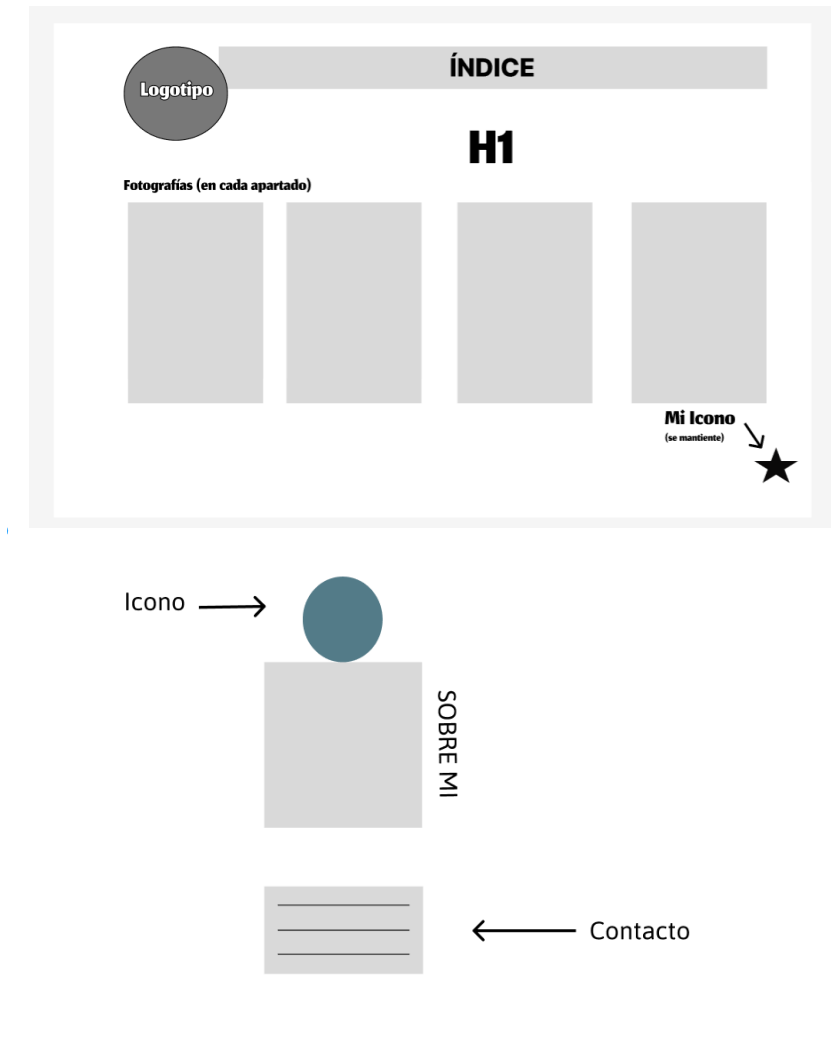 Logotipo
ÍNDICE
H1
Fotografías (en cada apartado)
Mi Icono
(se mantiente)
Icono
SOBRE MI
Contacto